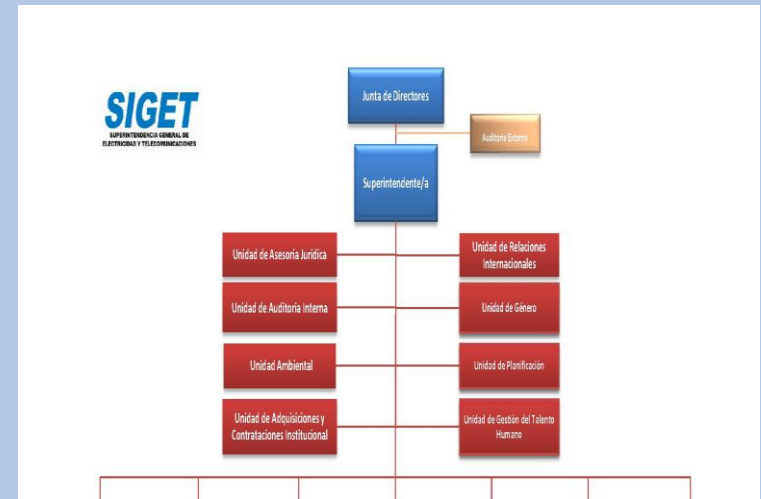 Junta de Directores
SIGET
SUPERINTENDENCIA GENERAL DE
ELECTRICIDAD Y TELECOMUNICACIONES
Auditoria Externa
Superintendente/a
Unidad de Asesoría Jurídica
Unidad de Relaciones
Internacionales
Unidad de Auditoría Interna
Unidad de Género
Unidad Ambiental
Unidad de Planificación
Unidad de Adquisiciones y
Contrataciones Institucional
Unidad de Gestión del Talento
Humano